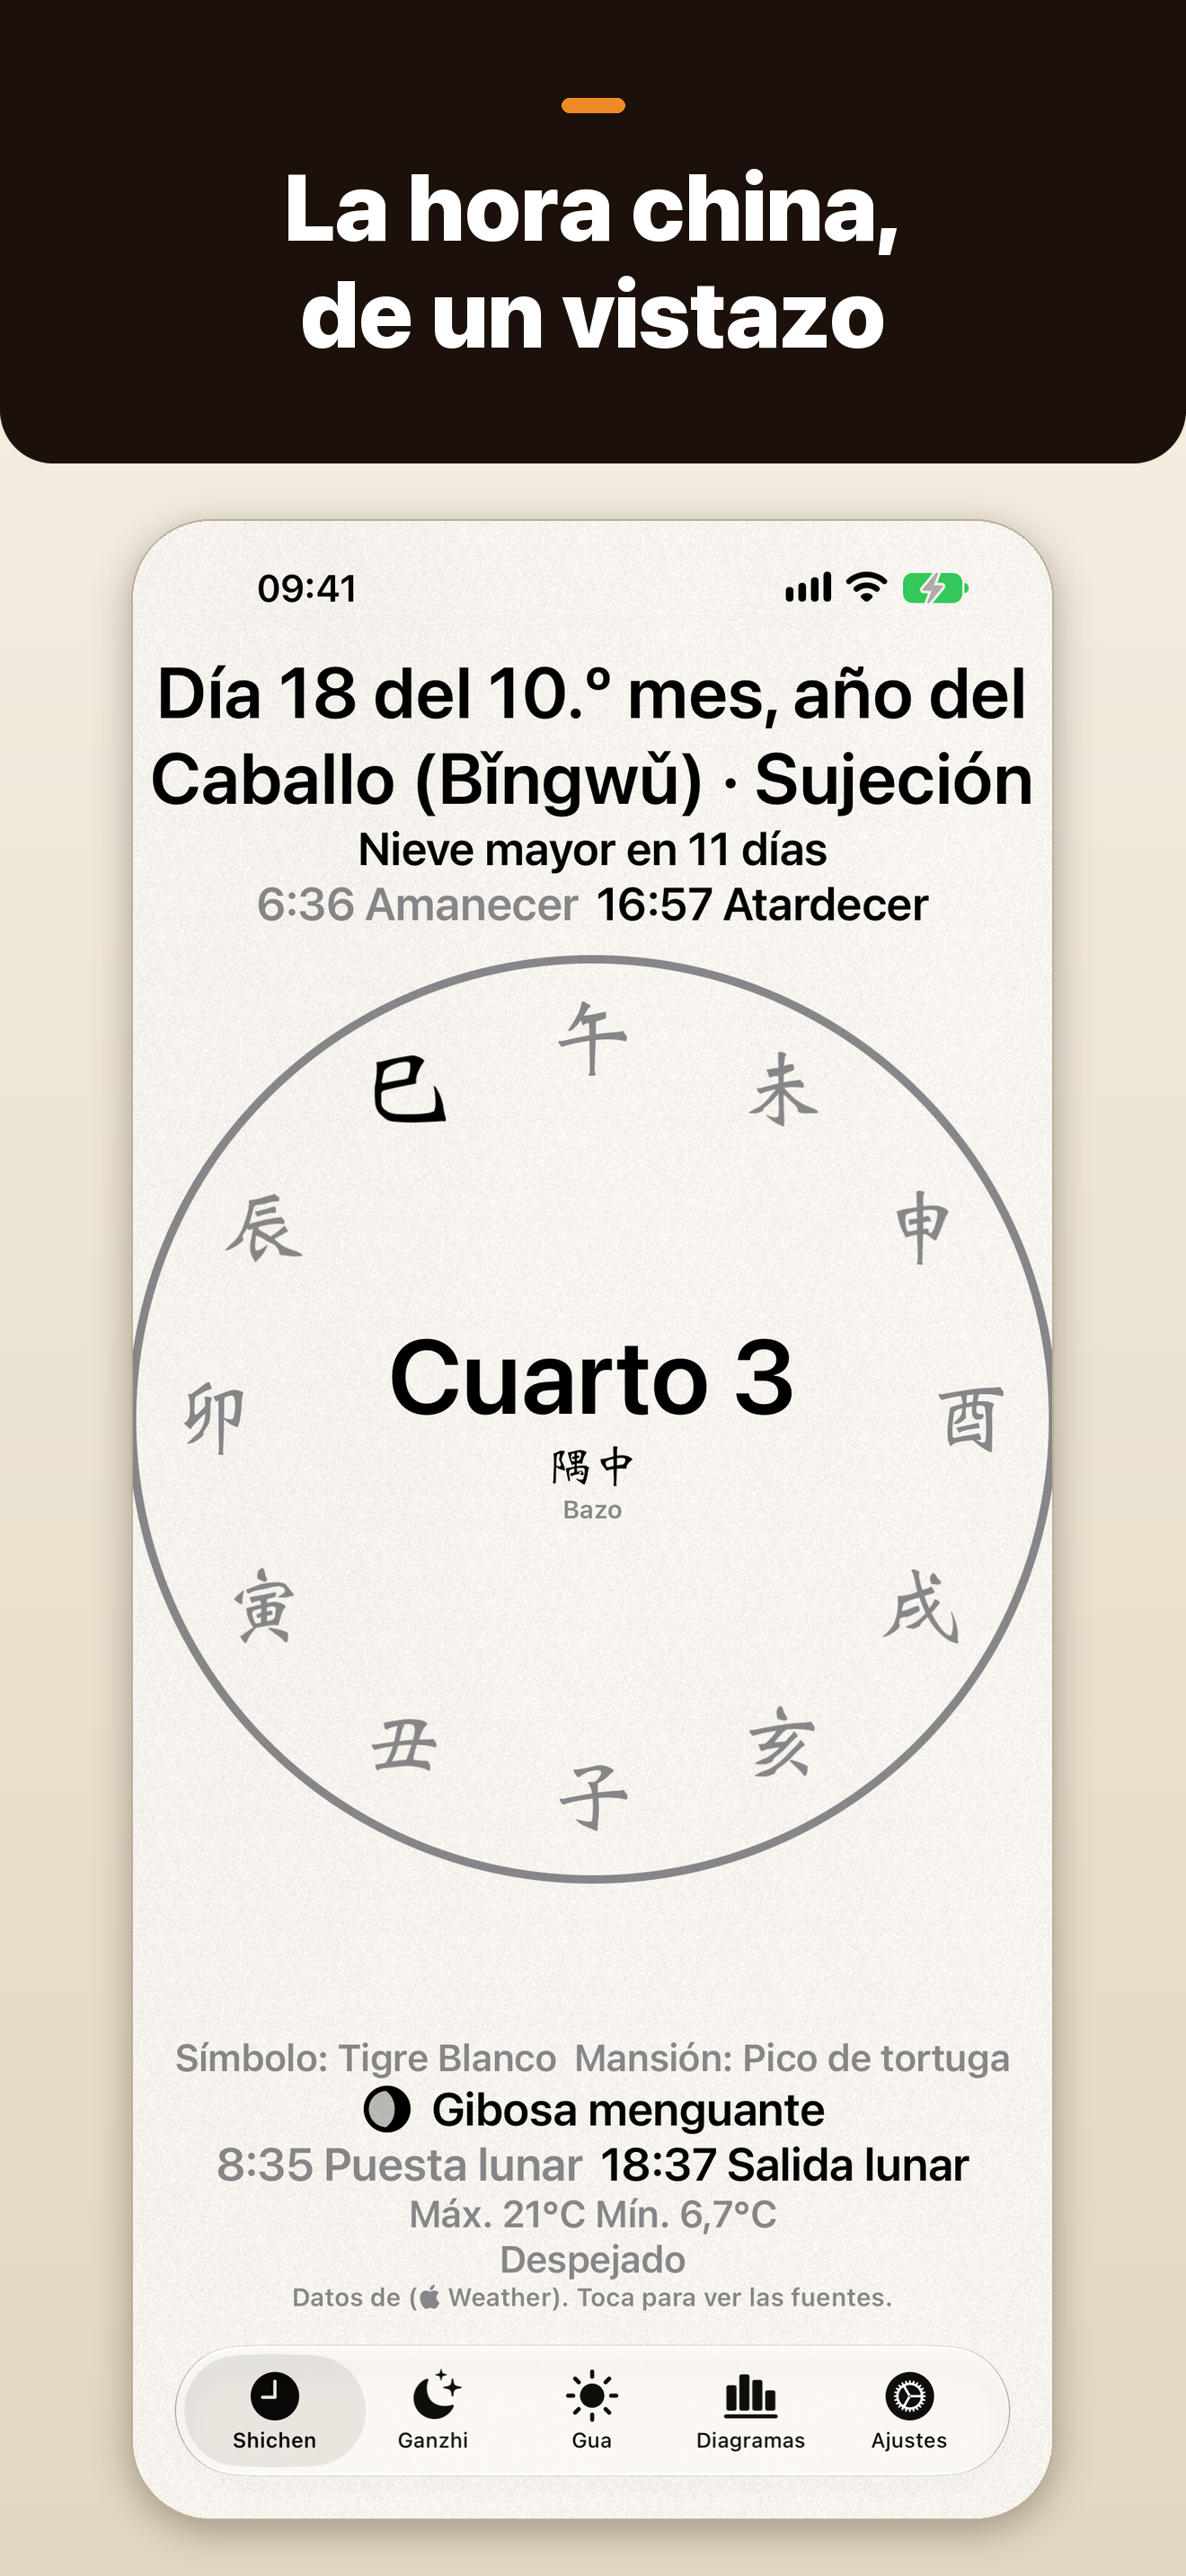 La hora china,
de un vistazo
09:41
Día 18 del 10.º mes, año del
Caballo (Bǐngwǔ) · Sujeción
Nieve mayor en 11 días
6:36 Amanecer 16:57 Atardecer
午
巳
未
辰
申
Cuarto 3
卯
酉
隅中
Bazo
寅
戌
丑
亥
子
Símbolo: Tigre Blanco Mansión: Pico de tortuga
Gibosa menguante
8:35 Puesta lunar 18:37 Salida lunar
Máx. 21°C Mín. 6,7°C
Despejado
Datos de ( Weather). Toca para ver las fuentes.
Shichen Ganzhi Gua Diagramas Ajustes